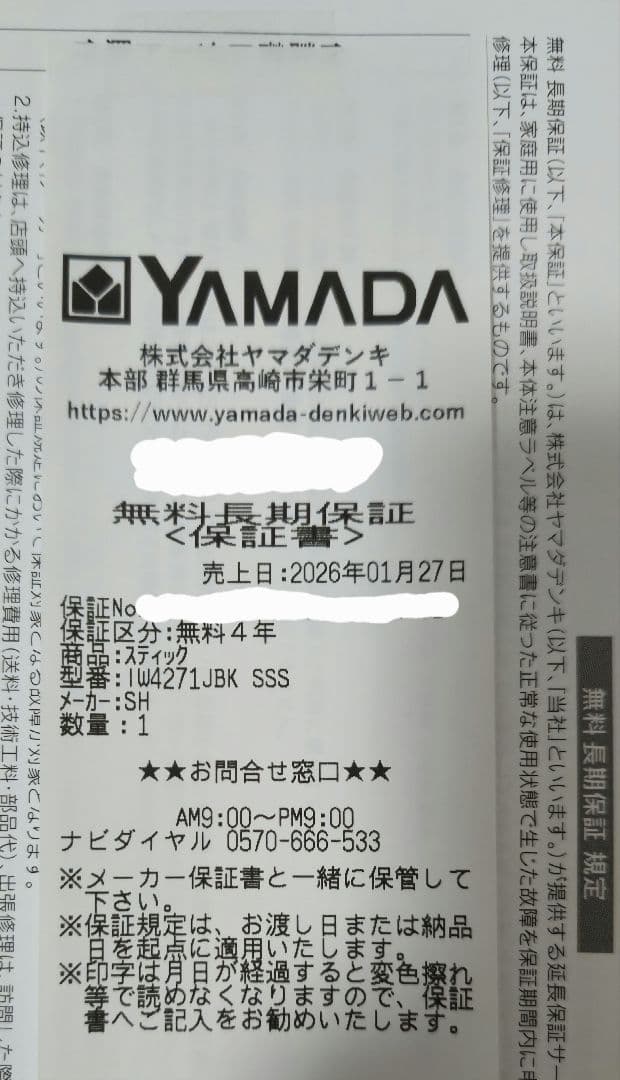 YAMADA
株式会社ヤマダデンキ
本部 群馬県高崎市栄町1-1
https://www.yamada-denkiweb.com
無料長期保証
<保証書>
売上日:2026年01月27日
保証No
保証区分:無料4年
商品:スティック
型番:IW4271JBK SSS
メーカー:SH
数量:1
★★お問合せ窓口★★
AM9:00~PM9:00
ナビダイヤル 0570-666-533
※メーカー保証書と一緒に保管して
下さい。
※保証規定は、お渡し日または納品
日を起点に適用いたします。
※印字は月日が経過すると変色擦れ
等で読めなくなりますので、保証
書へご記入をお勧めいたします。
無料 長期保証 規定
無料 長期保証(以下、「本保証」といいます。)は、株式会社ヤマダデンキ(以下、「当社」といいます。)が提供する延長保証サー
本保証は、家庭用に使用し取扱説明書、本体注意ラベル等の注意書に従った正常な使用状態で生じた故障を保証期間内に
修理(以下、「保証修理」を提供するものです。
2.持込修理は、店頭へ持込いただき修理した際にかかる修理費用(送料・技術工料・部品代)、出張修理は、訪問し